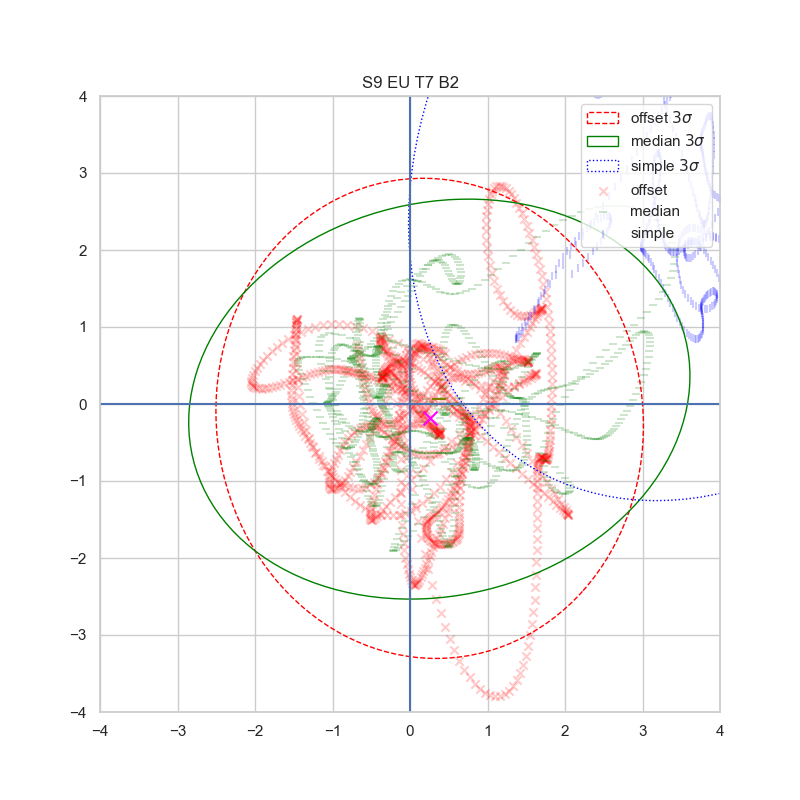 S9 EU T7 B2
offset 3σ
median 3σ
simple 3σ
offset
median
simple
4
3
2
1
0
−1
−2
−3
−4
−4 −3 −2 −1 0 1 2 3 4